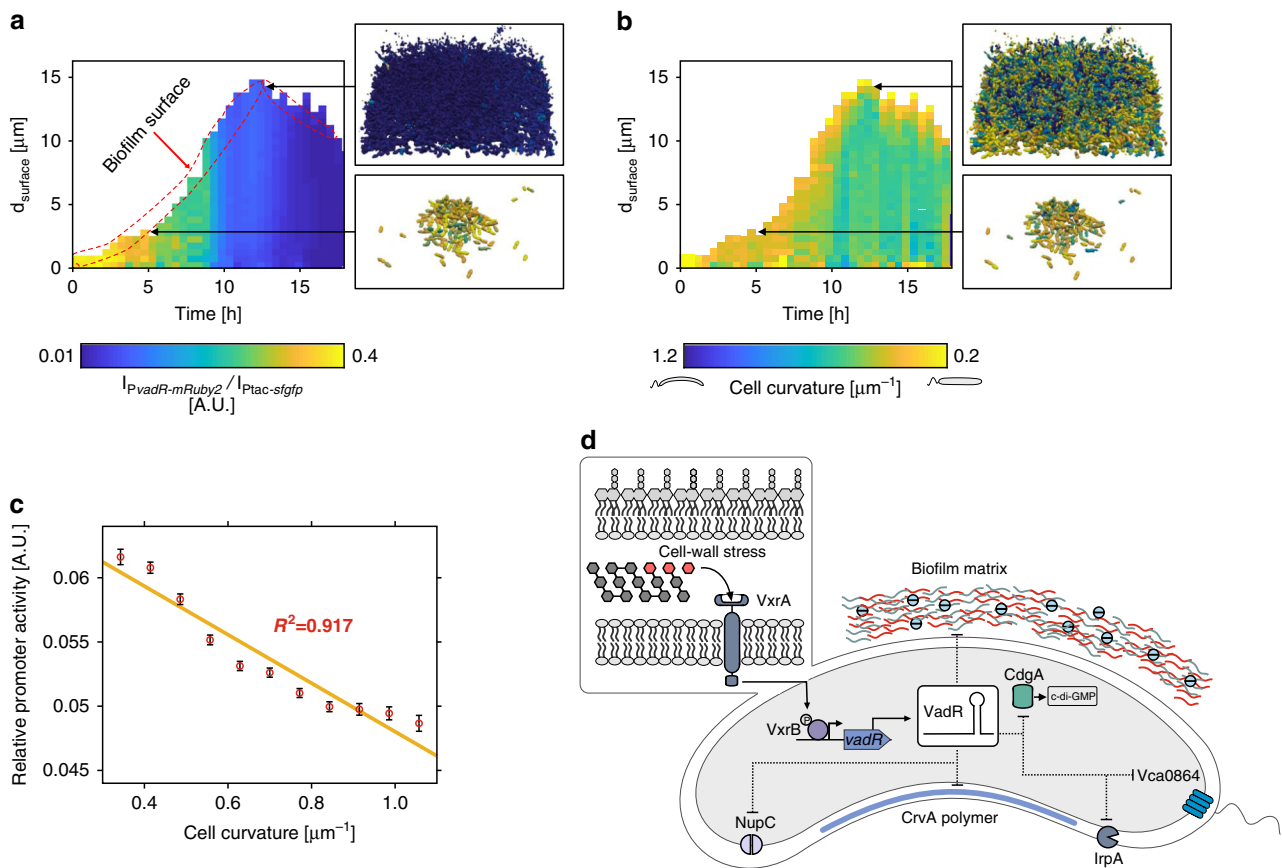 a
15
10
5
0
d_surface [µm]
Biofilm surface
0 5 10 15
Time [h]
0.01 0.4
I_PvadR-mRuby2 / I_Ptac-sfgfp
[A.U.]
b
15
10
5
0
d_surface [µm]
0 5 10 15
Time [h]
1.2 0.2
Cell curvature [µm⁻¹]
c
Relative promoter activity [A.U.]
0.06
0.055
0.05
0.045
R²=0.917
0.4 0.6 0.8 1.0
Cell curvature [µm⁻¹]
d
Cell-wall stress
VxrA
Biofilm matrix
CdgA
c-di-GMP
VadR
P
VxrB
vadR
Vca0864
NupC
CrvA polymer
IrpA